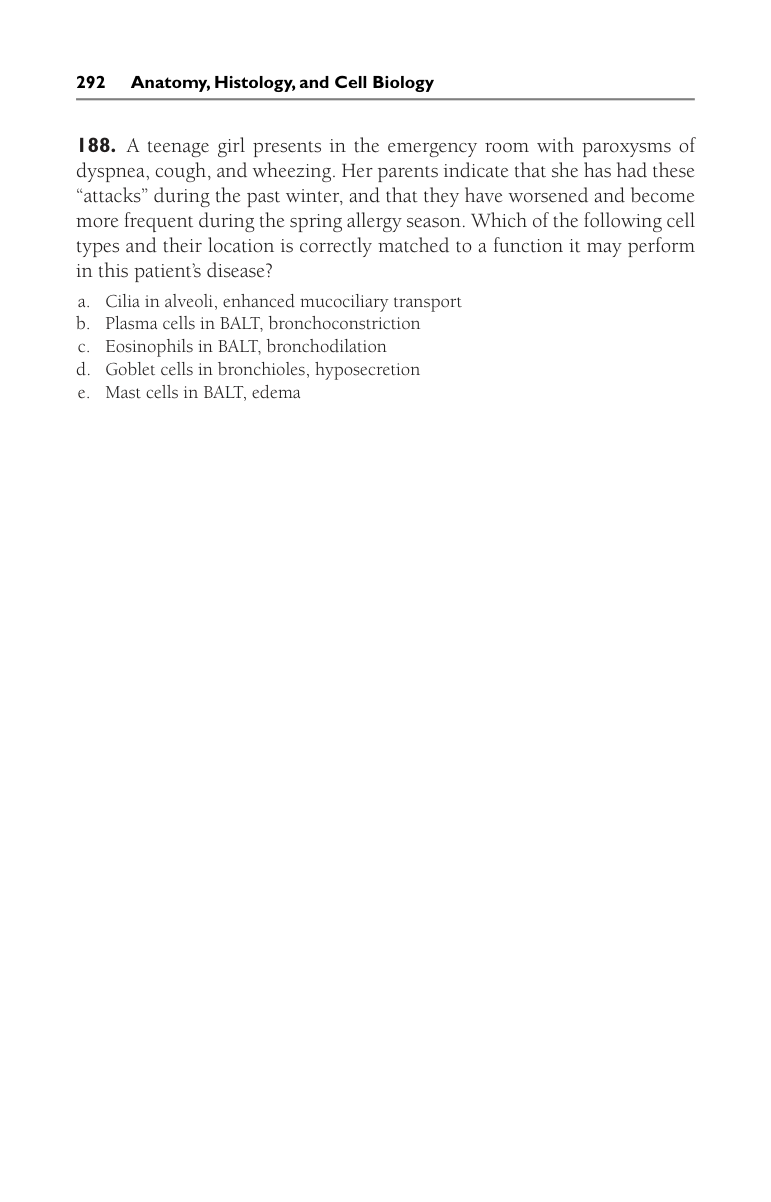 292 Anatomy, Histology, and Cell Biology
188. A teenage girl presents in the emergency room with paroxysms of
dyspnea, cough, and wheezing. Her parents indicate that she has had these
“attacks” during the past winter, and that they have worsened and become
more frequent during the spring allergy season. Which of the following cell
types and their location is correctly matched to a function it may perform
in this patient’s disease?
a. Cilia in alveoli, enhanced mucociliary transport
b. Plasma cells in BALT, bronchoconstriction
c. Eosinophils in BALT, bronchodilation
d. Goblet cells in bronchioles, hyposecretion
e. Mast cells in BALT, edema